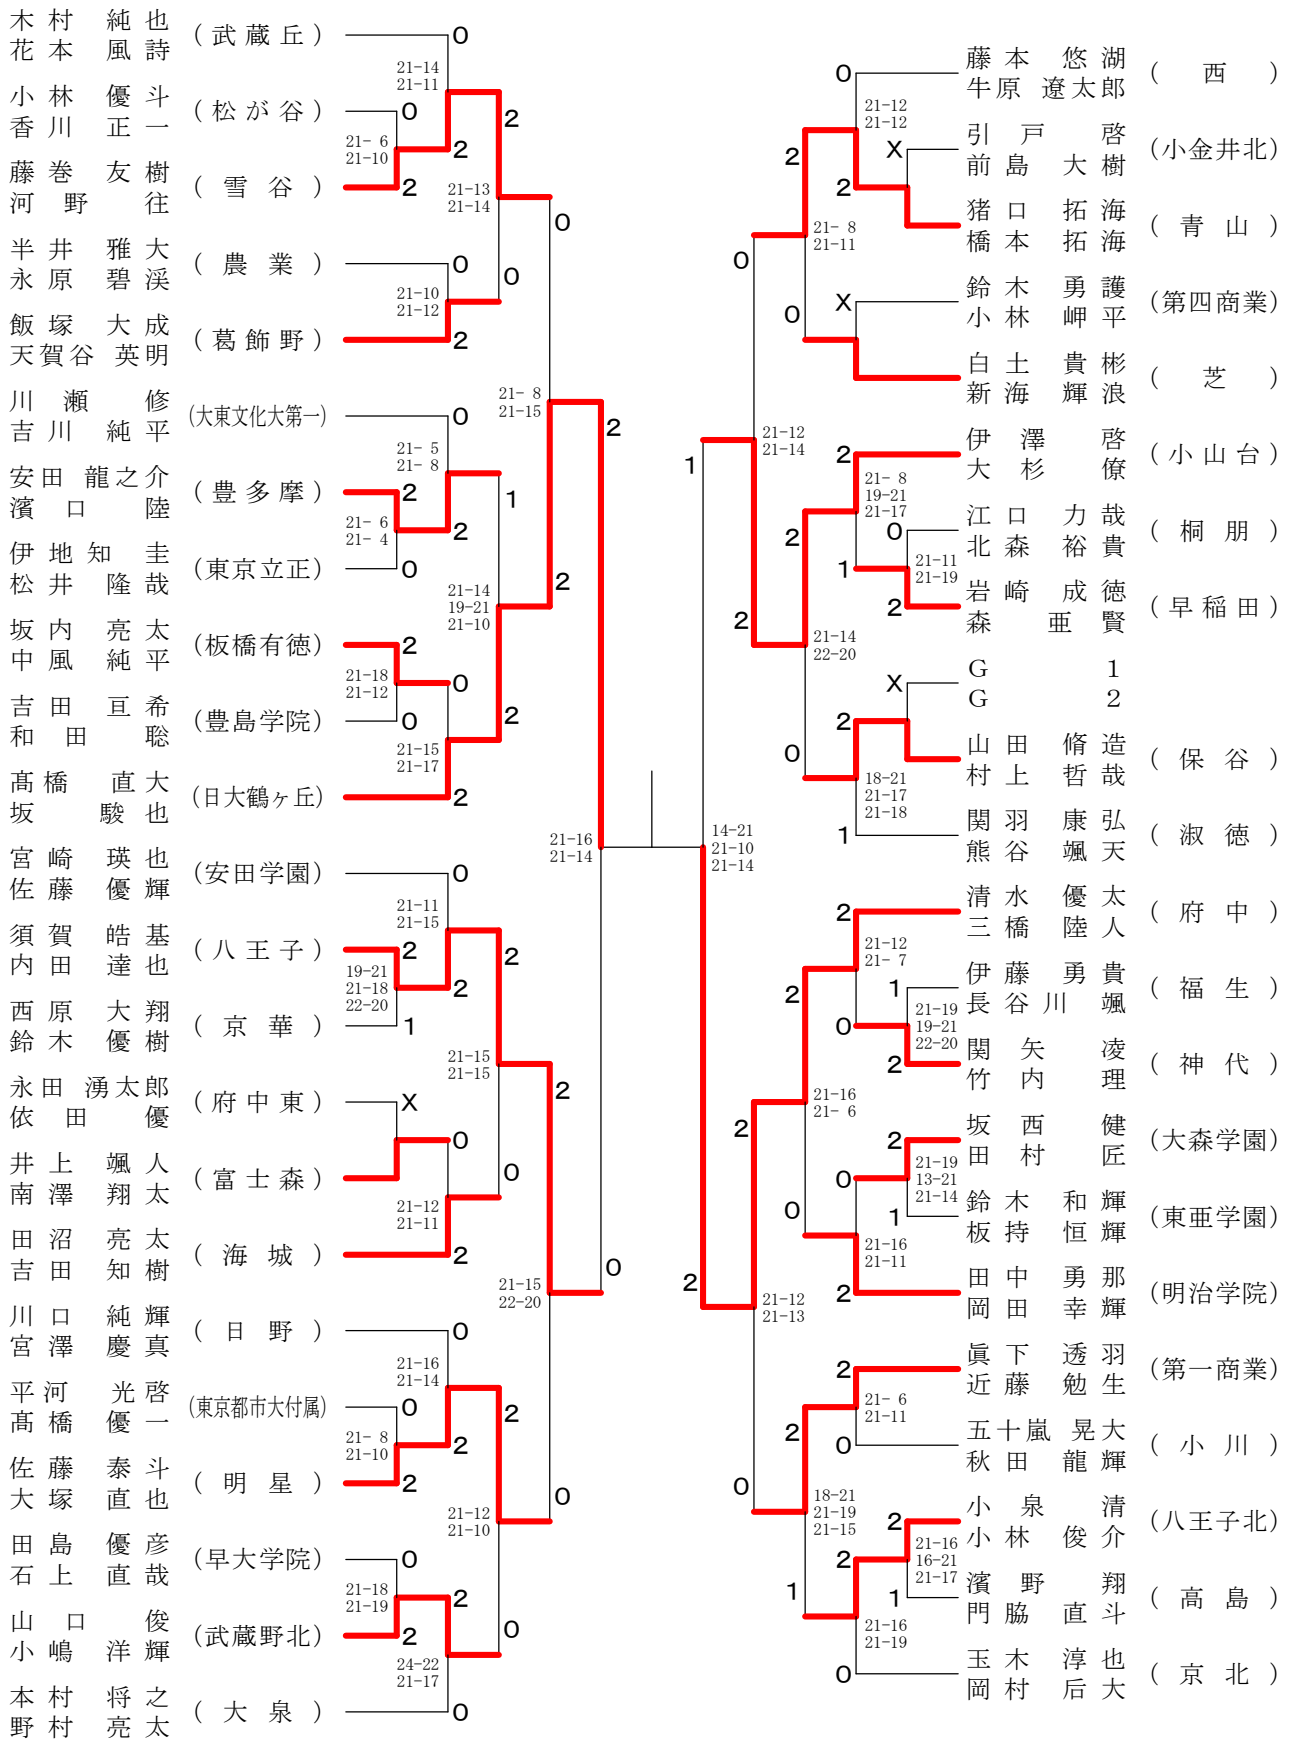 木村 純也
花本 風詩
(武蔵丘)
0
21-14
21-11
小林 優斗
香川 正一
(松が谷)
0
2
21- 6
21-10
2
藤巻 友樹
河野 往
(雪谷)
2
21-13
21-14
0
半井 雅大
永原 碧渓
(農業)
0
0
21-10
21-12
飯塚 大成
天賀谷 英明
(葛飾野)
2
21- 8
21-15
2
川瀬 修
吉川 純平
(大東文化大第一)
0
21- 5
21- 8
安田 龍之介
濱口 陸
(豊多摩)
2
1
21- 6
21- 4
2
伊地知 圭
松井 隆哉
(東京立正)
0
2
21-14
19-21
21-10
坂内 亮太
中風 純平
(板橋有徳)
2
21-18
21-12
0
吉田 亘希
和田 聡
(豊島学院)
0
2
21-15
21-17
髙橋 直大
坂 駿也
(日大鶴ヶ丘)
2
21-16
21-14
宮崎 瑛也
佐藤 優輝
(安田学園)
0
21-11
21-15
須賀 皓基
内田 達也
(八王子)
2
2
19-21
21-18
22-20
2
西原 大翔
鈴木 優樹
(京華)
1
21-15
21-15
2
永田 湧太郎
依田 優
(府中東)
X
0
井上 颯人
南澤 翔太
(富士森)
0
21-12
21-11
田沼 亮太
吉田 知樹
(海城)
2
0
21-15
22-20
川口 純輝
宮澤 慶真
(日野)
0
21-16
21-14
平河 光啓
髙橋 優一
(東京都市大付属)
0
2
21- 8
21-10
2
佐藤 泰斗
大塚 直也
(明星)
2
0
21-12
21-10
田島 優彦
石上 直哉
(早大学院)
0
21-18
21-19
2
山口 俊
小嶋 洋輝
(武蔵野北)
2
0
24-22
21-17
本村 将之
野村 亮太
(大泉)
0
藤本 悠湖
牛原 遼太郎
(西)
0
21-12
21-12
引戸 啓
前島 大樹
(小金井北)
X
2
2
猪口 拓海
橋本 拓海
(青山)
21- 8
21-11
0
鈴木 勇護
小林 岬平
(第四商業)
X
0
白土 貴彬
新海 輝浪
(芝)
21-12
21-14
1
伊澤 啓
大杉 僚
(小山台)
2
21- 8
19-21
21-17
江口 力哉
北森 裕貴
(桐朋)
0
2
21-11
21-19
1
岩崎 成徳
森 亜賢
(早稲田)
2
2
21-14
22-20
G 1
G 2
X
2
山田 脩造
村上 哲哉
(保谷)
0
18-21
21-17
21-18
関羽 康弘
熊谷 颯天
(淑徳)
1
14-21
21-10
21-14
清水 優太
三橋 陸人
(府中)
2
21-12
21- 7
伊藤 勇貴
長谷川 颯
(福生)
1
2
21-19
19-21
22-20
0
関矢 凌
竹内 理
(神代)
2
21-16
21- 6
2
坂西 健
田村 匠
(大森学園)
2
21-19
13-21
21-14
0
鈴木 和輝
板持 恒輝
(東亜学園)
1
0
21-16
21-11
田中 勇那
岡田 幸輝
(明治学院)
2
2
21-12
21-13
眞下 透羽
近藤 勉生
(第一商業)
2
21- 6
21-11
2
五十嵐 晃大
秋田 龍輝
(小川)
0
0
18-21
21-19
21-15
小泉 清
小林 俊介
(八王子北)
2
21-16
16-21
21-17
2
濱野 翔
門脇 直斗
(高島)
1
1
21-16
21-19
玉木 淳也
岡村 后大
(京北)
0